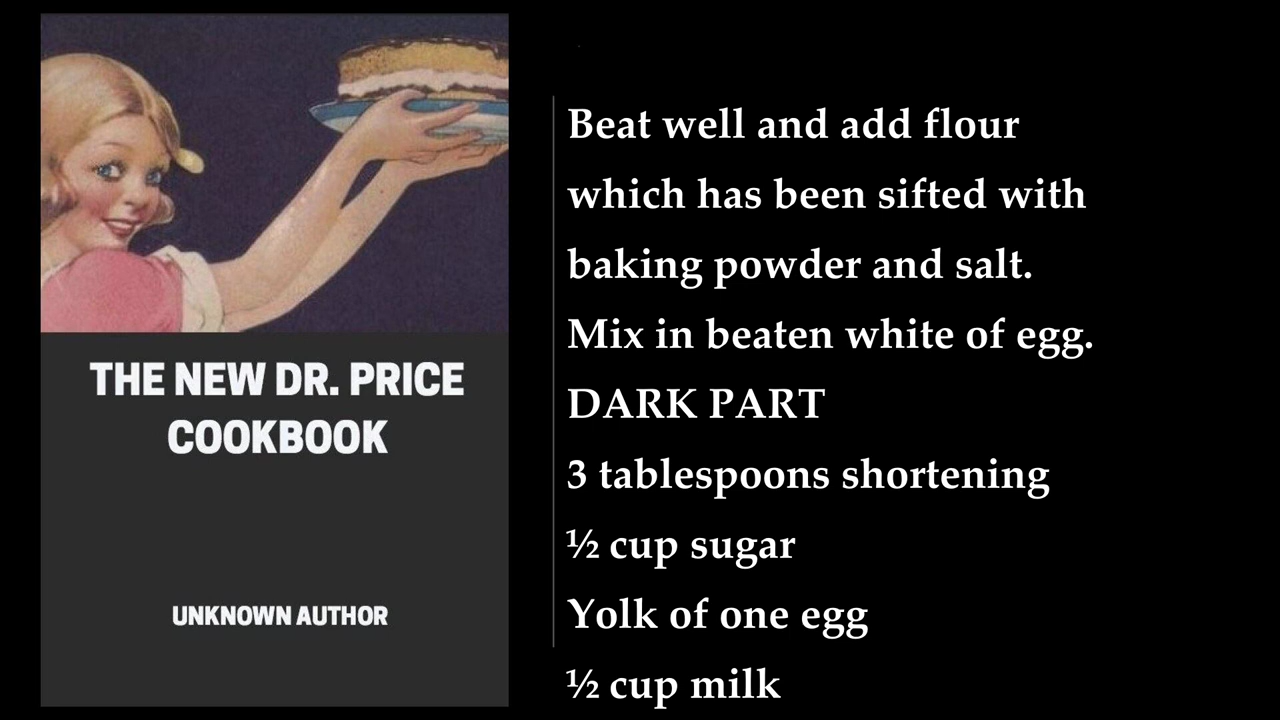 THE NEW DR. PRICE
COOKBOOK
UNKNOWN AUTHOR
Beat well and add flour
which has been sifted with
baking powder and salt.
Mix in beaten white of egg.
DARK PART
3 tablespoons shortening
½ cup sugar
Yolk of one egg
½ cup milk